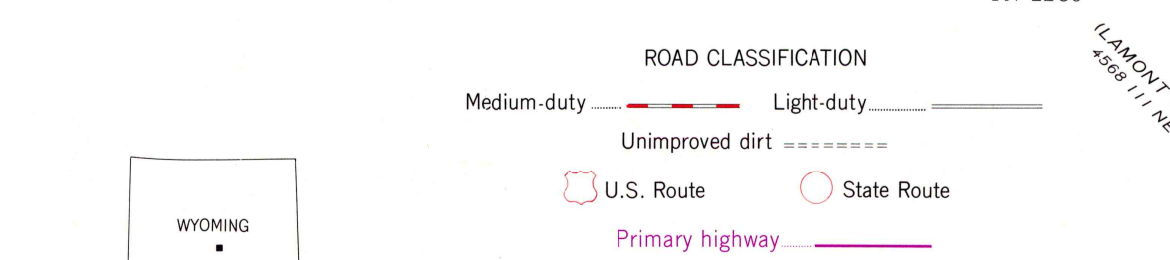 ROAD CLASSIFICATION
Medium-duty Light-duty
Unimproved dirt
U.S. Route State Route
Primary highway
WYOMING
(LAMONT
4568 III NE